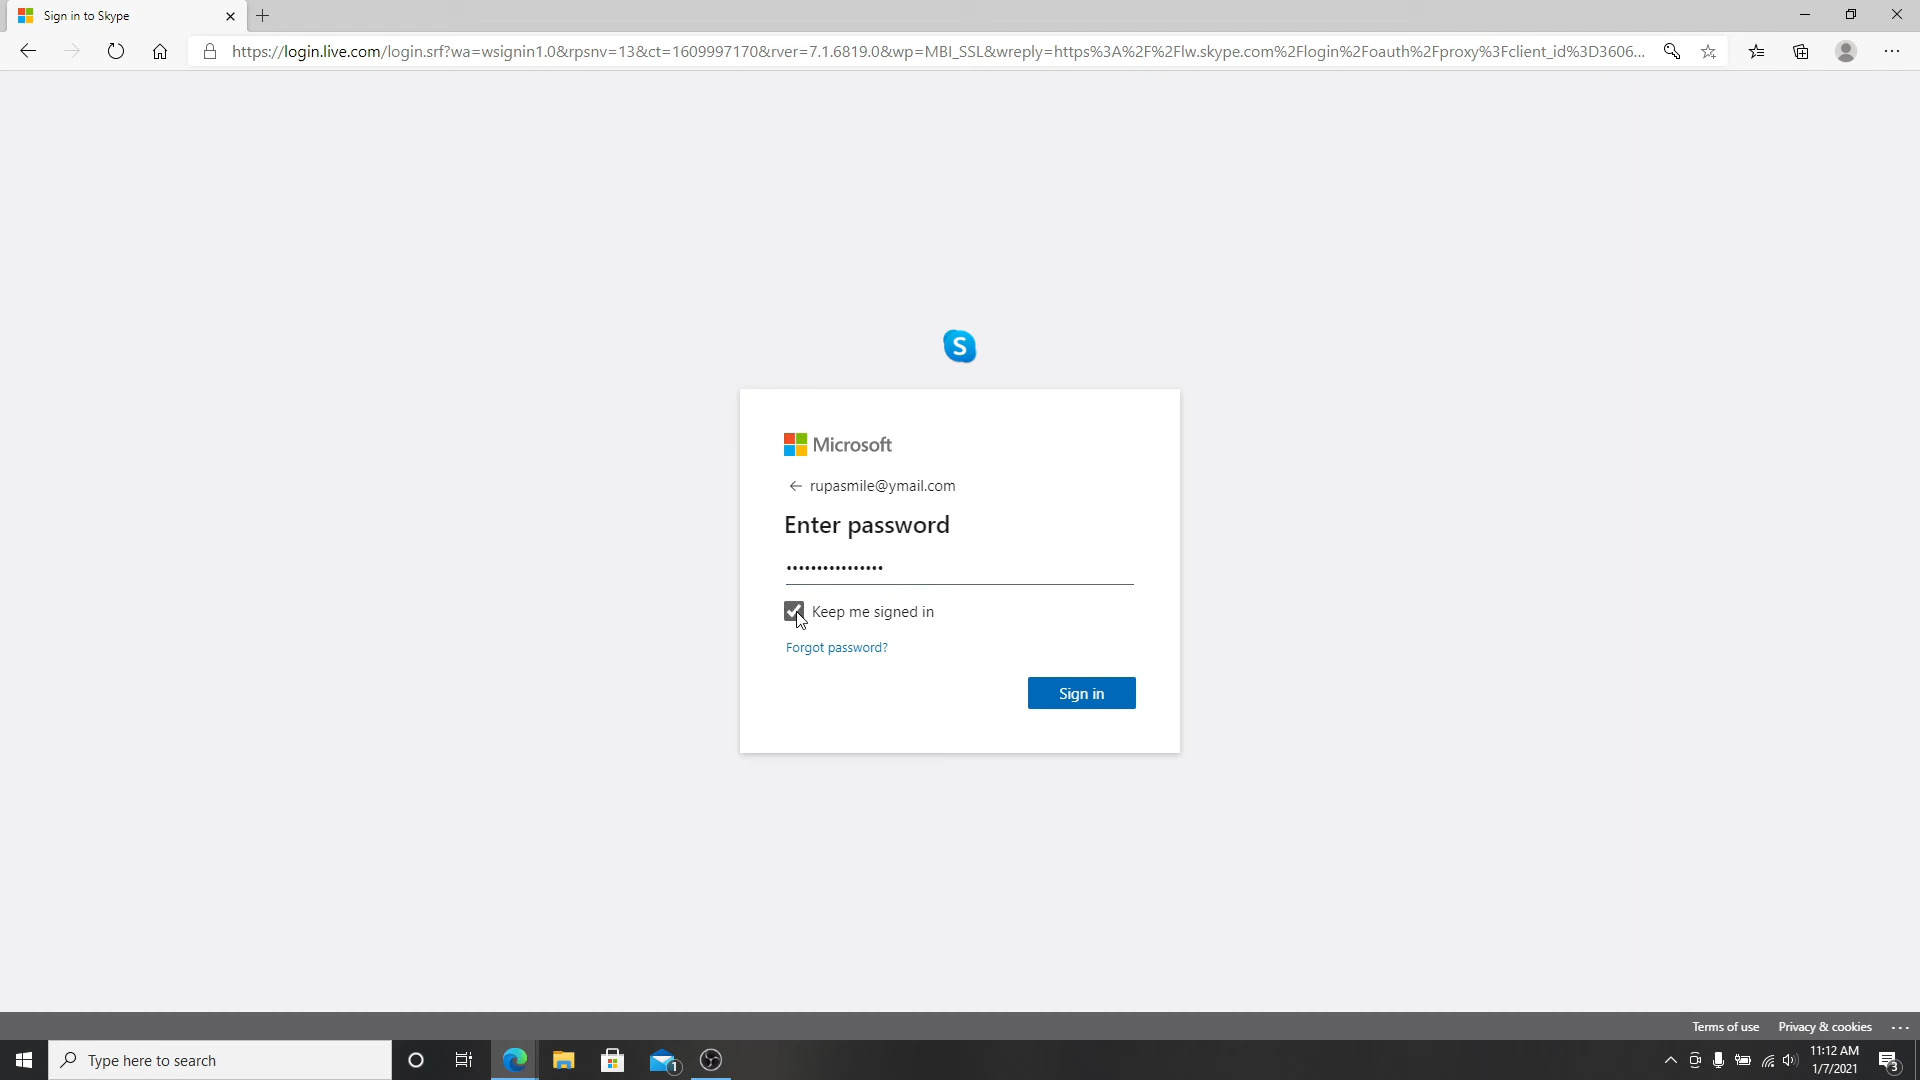 Sign in to Skype
https://login.live.com/login.srf?wa=wsignin1.0&rpsnv=13&ct=1609997170&rver=7.1.6819.0&wp=MBI_SSL&wreply=https%3A%2F%2Flw.skype.com%2Flogin%2Foauth%2Fproxy%3Fclient_id%3D3606...
S
Microsoft
rupasmile@ymail.com
Enter password
••••••••••••••••
Keep me signed in
Forgot password?
Sign in
Terms of use Privacy & cookies ...
Type here to search
1
11:12 AM
1/7/2021
3